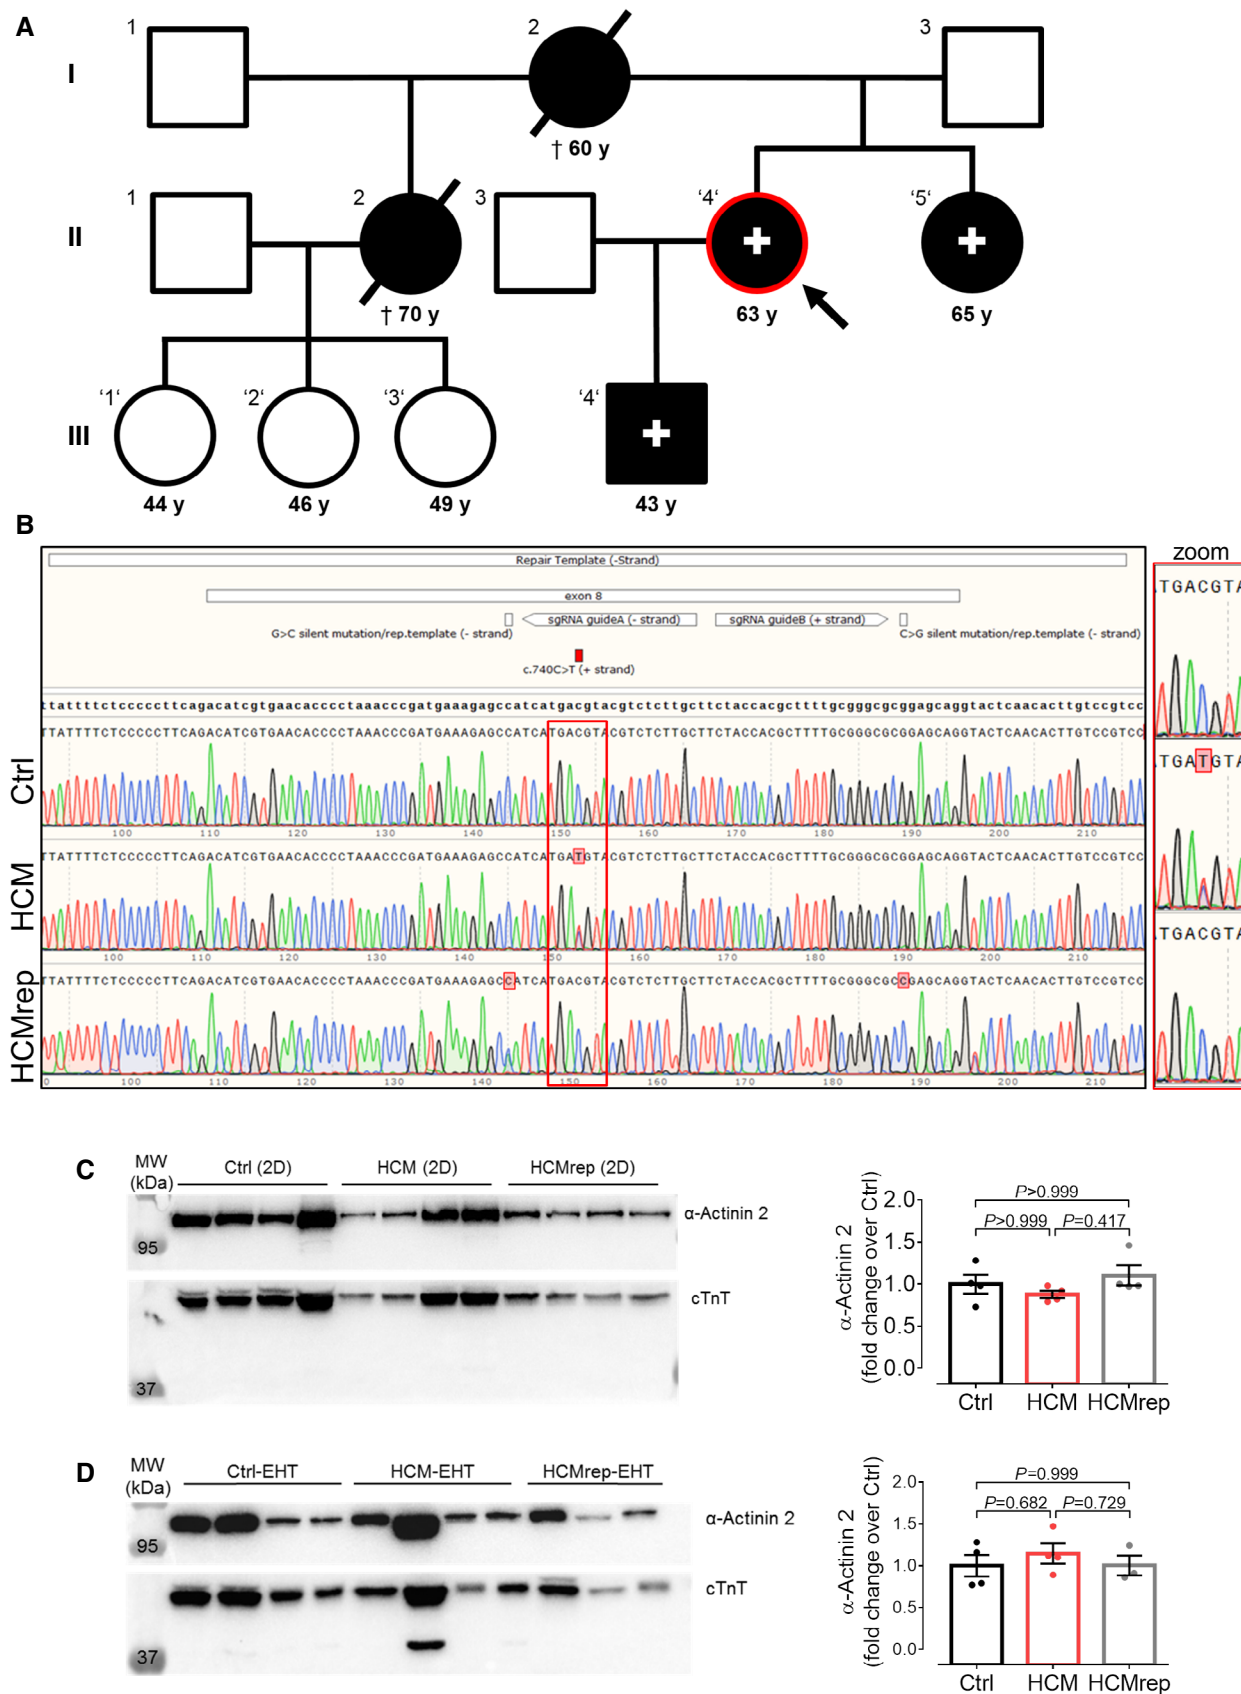 A
1
2
3
I
† 60 y
1
2
3
‘4‘
‘5‘
II
† 70 y
63 y
65 y
‘1‘
‘2‘
‘3‘
‘4‘
III
44 y
46 y
49 y
43 y
B
zoom
Repair Template (-Strand)
exon 8
sgRNA guideA (- strand)
sgRNA guideB (+ strand)
G>C silent mutation/rep.template (- strand)
C>G silent mutation/rep.template (- strand)
c.740C>T (+ strand)
ttattttctcccccttcagacatcgtgaacacccctaaacccgatgaaagagccatcatgacgtacgtctcttgcttctaccacgcttttgcgggcgcggagcaggtactcaacacttgtccgtcc
TTATTTTCTCCCCCTTCAGACATCGTGAACACCCCTAAACCCGATGAAAGAGCCATCATGACGTACGTCTCTTGCTTCTACCACGCTTTTGCGGGCGCGGAGCAGGTACTCAACACTTGTCCGTCC
TGACGTA
Ctrl
100 110 120 130 140 150 160 170 180 190 200 210
TTATTTTCTCCCCCTTCAGACATCGTGAACACCCCTAAACCCGATGAAAGAGCCATCATGATGTACGTCTCTTGCTTCTACCACGCTTTTGCGGGCGCGGAGCAGGTACTCAACACTTGTCCGTCC
TGATGTA
HCM
100 110 120 130 140 150 160 170 180 190 200 210
TTATTTTCTCCCCCTTCAGACATCGTGAACACCCCTAAACCCGATGAAAGAGCCATCATGACGTACGTCTCTTGCTTCTACCACGCTTTTGCGGGCGCCGAGCAGGTACTCAACACTTGTCCGTCC
TGACGTA
HCMrep
100 110 120 130 140 150 160 170 180 190 200 210
C
MW
(kDa)
Ctrl (2D)
HCM (2D)
HCMrep (2D)
α-Actinin 2
95
cTnT
37
α-Actinin 2
(fold change over Ctrl)
2.0
1.5
1.0
0.5
0.0
P>0.999
P>0.999
P=0.417
Ctrl
HCM
HCMrep
D
MW
(kDa)
Ctrl-EHT
HCM-EHT
HCMrep-EHT
α-Actinin 2
95
cTnT
37
α-Actinin 2
(fold change over Ctrl)
2.0
1.5
1.0
0.5
0.0
P=0.999
P=0.682
P=0.729
Ctrl
HCM
HCMrep